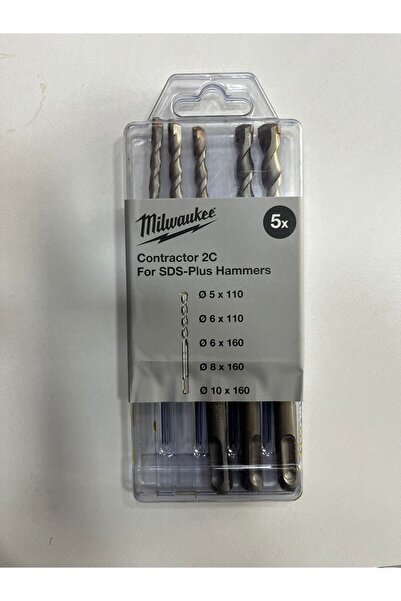 Milwaukee
5x
Contractor 2C
For SDS-Plus Hammers
Ø 5 x 110
Ø 6 x 110
Ø 6 x 160
Ø 8 x 160
Ø 10 x 160